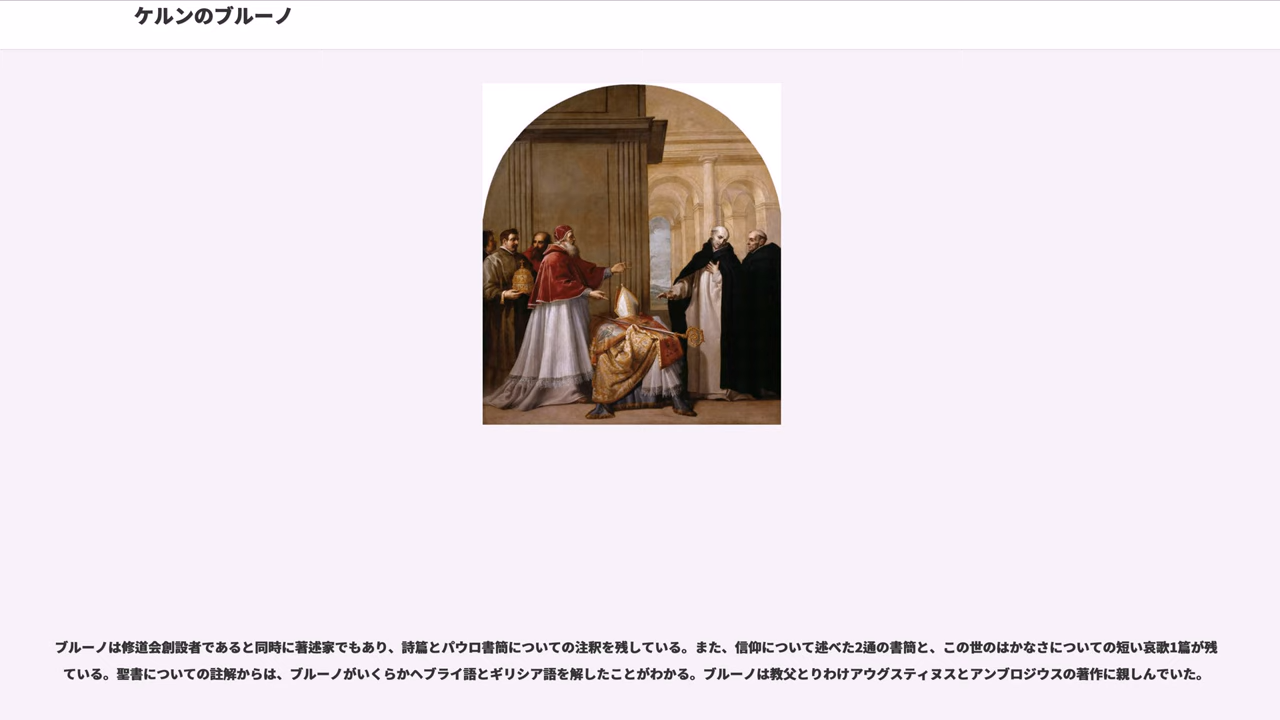 ケルンのブルーノ
ブルーノは修道会創設者であると同時に著述家でもあり、詩篇とパウロ書簡についての注釈を残している。また、信仰について述べた2通の書簡と、この世のはかなさについての短い哀歌1篇が残
ている。聖書についての註解からは、ブルーノがいくらかヘブライ語とギリシア語を解したことがわかる。ブルーノは教父とりわけアウグスティヌスとアンブロジウスの著作に親しんでいた。